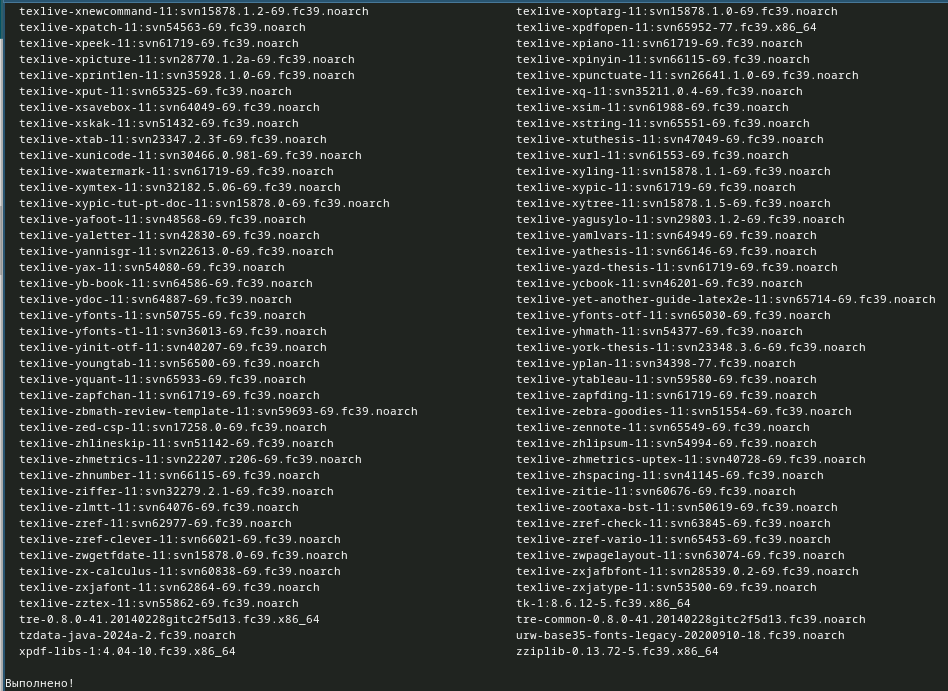 texlive-xnewcommand-11:svn15878.1.2-69.fc39.noarch texlive-xoptarg-11:svn15878.1.0-69.fc39.noarch
texlive-xpatch-11:svn54563-69.fc39.noarch texlive-xpdfopen-11:svn65952-77.fc39.x86_64
texlive-xpeek-11:svn61719-69.fc39.noarch texlive-xpiano-11:svn61719-69.fc39.noarch
texlive-xpicture-11:svn28770.1.2a-69.fc39.noarch texlive-xpinyin-11:svn66115-69.fc39.noarch
texlive-xprintlen-11:svn35928.1.0-69.fc39.noarch texlive-xpunctuate-11:svn26641.1.0-69.fc39.noarch
texlive-xput-11:svn65325-69.fc39.noarch texlive-xq-11:svn35211.0.4-69.fc39.noarch
texlive-xsavebox-11:svn64049-69.fc39.noarch texlive-xsim-11:svn61988-69.fc39.noarch
texlive-xskak-11:svn51432-69.fc39.noarch texlive-xstring-11:svn65551-69.fc39.noarch
texlive-xtab-11:svn23347.2.3f-69.fc39.noarch texlive-xtuthesis-11:svn47049-69.fc39.noarch
texlive-xunicode-11:svn30466.0.981-69.fc39.noarch texlive-xurl-11:svn61553-69.fc39.noarch
texlive-xwatermark-11:svn61719-69.fc39.noarch texlive-xyling-11:svn15878.1.1-69.fc39.noarch
texlive-xymtex-11:svn32182.5.06-69.fc39.noarch texlive-xypic-11:svn61719-69.fc39.noarch
texlive-xypic-tut-pt-doc-11:svn15878.0-69.fc39.noarch texlive-xytree-11:svn15878.1.5-69.fc39.noarch
texlive-yafoot-11:svn48568-69.fc39.noarch texlive-yagusylo-11:svn29803.1.2-69.fc39.noarch
texlive-yaletter-11:svn42830-69.fc39.noarch texlive-yamlvars-11:svn64949-69.fc39.noarch
texlive-yannisgr-11:svn22613.0-69.fc39.noarch texlive-yathesis-11:svn66146-69.fc39.noarch
texlive-yax-11:svn54080-69.fc39.noarch texlive-yazd-thesis-11:svn61719-69.fc39.noarch
texlive-yb-book-11:svn64586-69.fc39.noarch texlive-ycbook-11:svn46201-69.fc39.noarch
texlive-ydoc-11:svn64887-69.fc39.noarch texlive-yet-another-guide-latex2e-11:svn65714-69.fc39.noarch
texlive-yfonts-11:svn50755-69.fc39.noarch texlive-yfonts-otf-11:svn65030-69.fc39.noarch
texlive-yfonts-t1-11:svn36013-69.fc39.noarch texlive-yhmath-11:svn54377-69.fc39.noarch
texlive-yinit-otf-11:svn40207-69.fc39.noarch texlive-york-thesis-11:svn23348.3.6-69.fc39.noarch
texlive-youngtab-11:svn56500-69.fc39.noarch texlive-yplan-11:svn34398-77.fc39.noarch
texlive-yquant-11:svn65933-69.fc39.noarch texlive-ytableau-11:svn59580-69.fc39.noarch
texlive-zapfchan-11:svn61719-69.fc39.noarch texlive-zapfding-11:svn61719-69.fc39.noarch
texlive-zbmath-review-template-11:svn59693-69.fc39.noarch texlive-zebra-goodies-11:svn51554-69.fc39.noarch
texlive-zed-csp-11:svn17258.0-69.fc39.noarch texlive-zennote-11:svn65549-69.fc39.noarch
texlive-zhlineskip-11:svn51142-69.fc39.noarch texlive-zhlipsum-11:svn54994-69.fc39.noarch
texlive-zhmetrics-11:svn22207.r206-69.fc39.noarch texlive-zhmetrics-uptex-11:svn40728-69.fc39.noarch
texlive-zhnumber-11:svn66115-69.fc39.noarch texlive-zhspacing-11:svn41145-69.fc39.noarch
texlive-ziffer-11:svn32279.2.1-69.fc39.noarch texlive-zitie-11:svn60676-69.fc39.noarch
texlive-zlmtt-11:svn64076-69.fc39.noarch texlive-zootaxa-bst-11:svn50619-69.fc39.noarch
texlive-zref-11:svn62977-69.fc39.noarch texlive-zref-check-11:svn63845-69.fc39.noarch
texlive-zref-clever-11:svn66021-69.fc39.noarch texlive-zref-vario-11:svn65453-69.fc39.noarch
texlive-zwgetfdate-11:svn15878.0-69.fc39.noarch texlive-zwpagelayout-11:svn63074-69.fc39.noarch
texlive-zx-calculus-11:svn60838-69.fc39.noarch texlive-zxjafbfont-11:svn28539.0.2-69.fc39.noarch
texlive-zxjafont-11:svn62864-69.fc39.noarch texlive-zxjatype-11:svn53500-69.fc39.noarch
texlive-zztex-11:svn55862-69.fc39.noarch tk-1:8.6.12-5.fc39.x86_64
tre-0.8.0-41.20140228gitc2f5d13.fc39.x86_64 tre-common-0.8.0-41.20140228gitc2f5d13.fc39.noarch
tzdata-java-2024a-2.fc39.noarch urw-base35-fonts-legacy-20200910-18.fc39.noarch
xpdf-libs-1:4.04-10.fc39.x86_64 zziplib-0.13.72-5.fc39.x86_64
Выполнено!